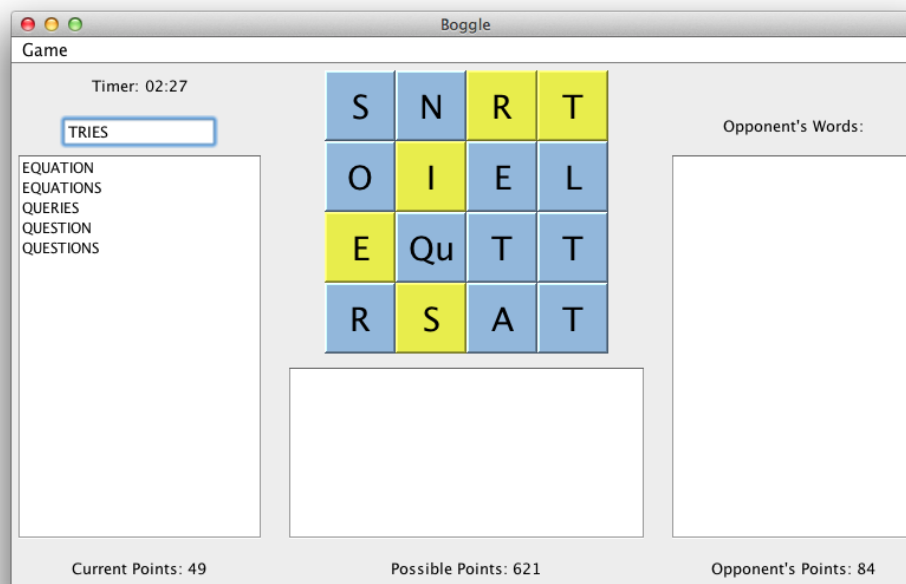 Boggle
Game
Timer: 02:27
TRIES
EQUATION
EQUATIONS
QUERIES
QUESTION
QUESTIONS
Current Points: 49
S N R T
O I E L
E Qu T T
R S A T
Possible Points: 621
Opponent's Words:
Opponent's Points: 84